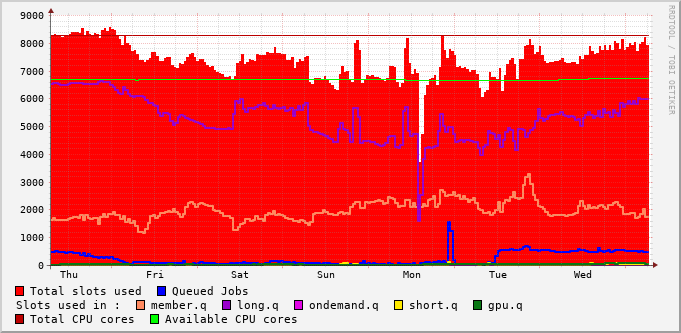 9000
8000
7000
6000
5000
4000
3000
2000
1000
0
Thu Fri Sat Sun Mon Tue Wed
RRDTOOL / TOBI OETIKER
Total slots used Queued Jobs
Slots used in : member.q long.q ondemand.q short.q gpu.q
Total CPU cores Available CPU cores